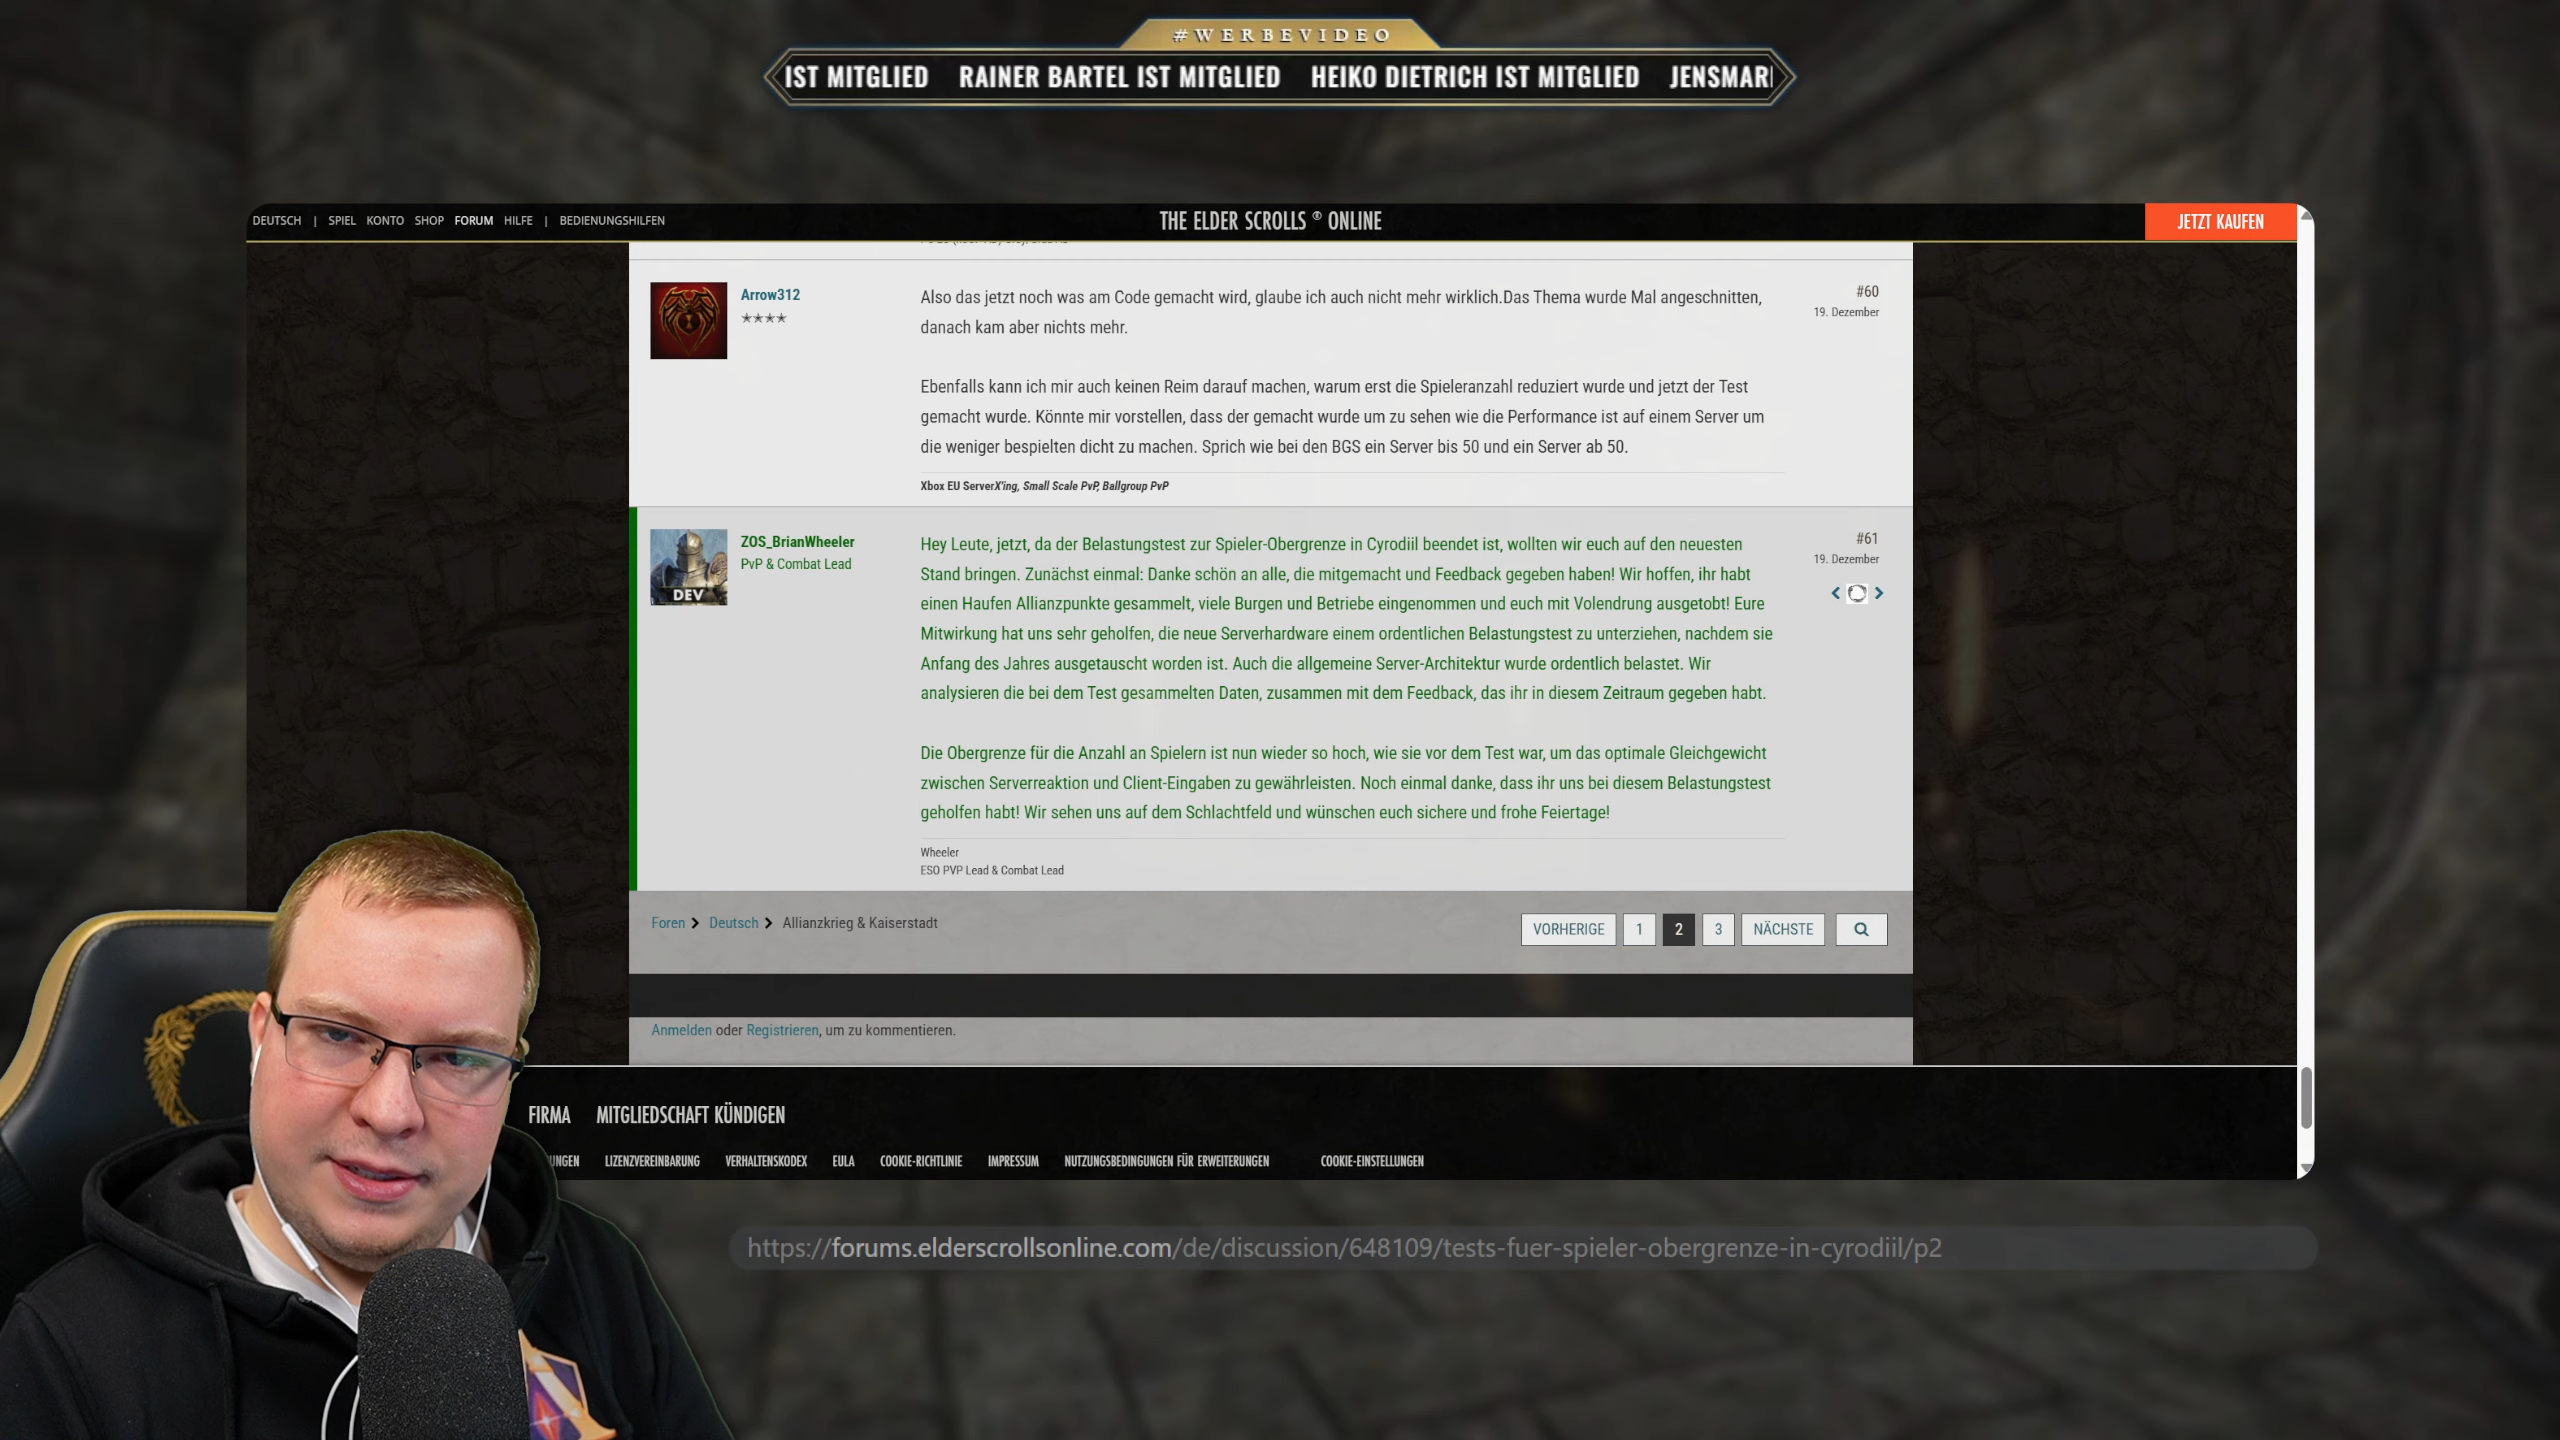 #WERBEVIDEO
IST MITGLIED RAINER BARTEL IST MITGLIED HEIKO DIETRICH IST MITGLIED JENSMAR
DEUTSCH | SPIEL KONTO SHOP FORUM HILFE | BEDIENUNGSHILFEN
THE ELDER SCROLLS ® ONLINE
JETZT KAUFEN
Arrow312
★★★★
Also das jetzt noch was am Code gemacht wird, glaube ich auch nicht mehr wirklich.Das Thema wurde Mal angeschnitten,
danach kam aber nichts mehr.
Ebenfalls kann ich mir auch keinen Reim darauf machen, warum erst die Spieleranzahl reduziert wurde und jetzt der Test
gemacht wurde. Könnte mir vorstellen, dass der gemacht wurde um zu sehen wie die Performance ist auf einem Server um
die weniger bespielten dicht zu machen. Sprich wie bei den BGS ein Server bis 50 und ein Server ab 50.
Xbox EU ServerX'ing, Small Scale PvP, Ballgroup PvP
#60
19. Dezember
DEV
ZOS_BrianWheeler
PvP & Combat Lead
Hey Leute, jetzt, da der Belastungstest zur Spieler-Obergrenze in Cyrodiil beendet ist, wollten wir euch auf den neuesten
Stand bringen. Zunächst einmal: Danke schön an alle, die mitgemacht und Feedback gegeben haben! Wir hoffen, ihr habt
einen Haufen Allianzpunkte gesammelt, viele Burgen und Betriebe eingenommen und euch mit Volendrung ausgetobt! Eure
Mitwirkung hat uns sehr geholfen, die neue Serverhardware einem ordentlichen Belastungstest zu unterziehen, nachdem sie
Anfang des Jahres ausgetauscht worden ist. Auch die allgemeine Server-Architektur wurde ordentlich belastet. Wir
analysieren die bei dem Test gesammelten Daten, zusammen mit dem Feedback, das ihr in diesem Zeitraum gegeben habt.
Die Obergrenze für die Anzahl an Spielern ist nun wieder so hoch, wie sie vor dem Test war, um das optimale Gleichgewicht
zwischen Serverreaktion und Client-Eingaben zu gewährleisten. Noch einmal danke, dass ihr uns bei diesem Belastungstest
geholfen habt! Wir sehen uns auf dem Schlachtfeld und wünschen euch sichere und frohe Feiertage!
Wheeler
ESO PVP Lead & Combat Lead
#61
19. Dezember
Foren > Deutsch > Allianzkrieg & Kaiserstadt
VORHERIGE 1 2 3 NÄCHSTE
Anmelden oder Registrieren, um zu kommentieren.
FIRMA MITGLIEDSCHAFT KÜNDIGEN
UNGEN LIZENZVEREINBARUNG VERHALTENSKODEX EULA COOKIE-RICHTLINIE IMPRESSUM NUTZUNGSBEDINGUNGEN FÜR ERWEITERUNGEN COOKIE-EINSTELLUNGEN
https://forums.elderscrollsonline.com/de/discussion/648109/tests-fuer-spieler-obergrenze-in-cyrodiil/p2